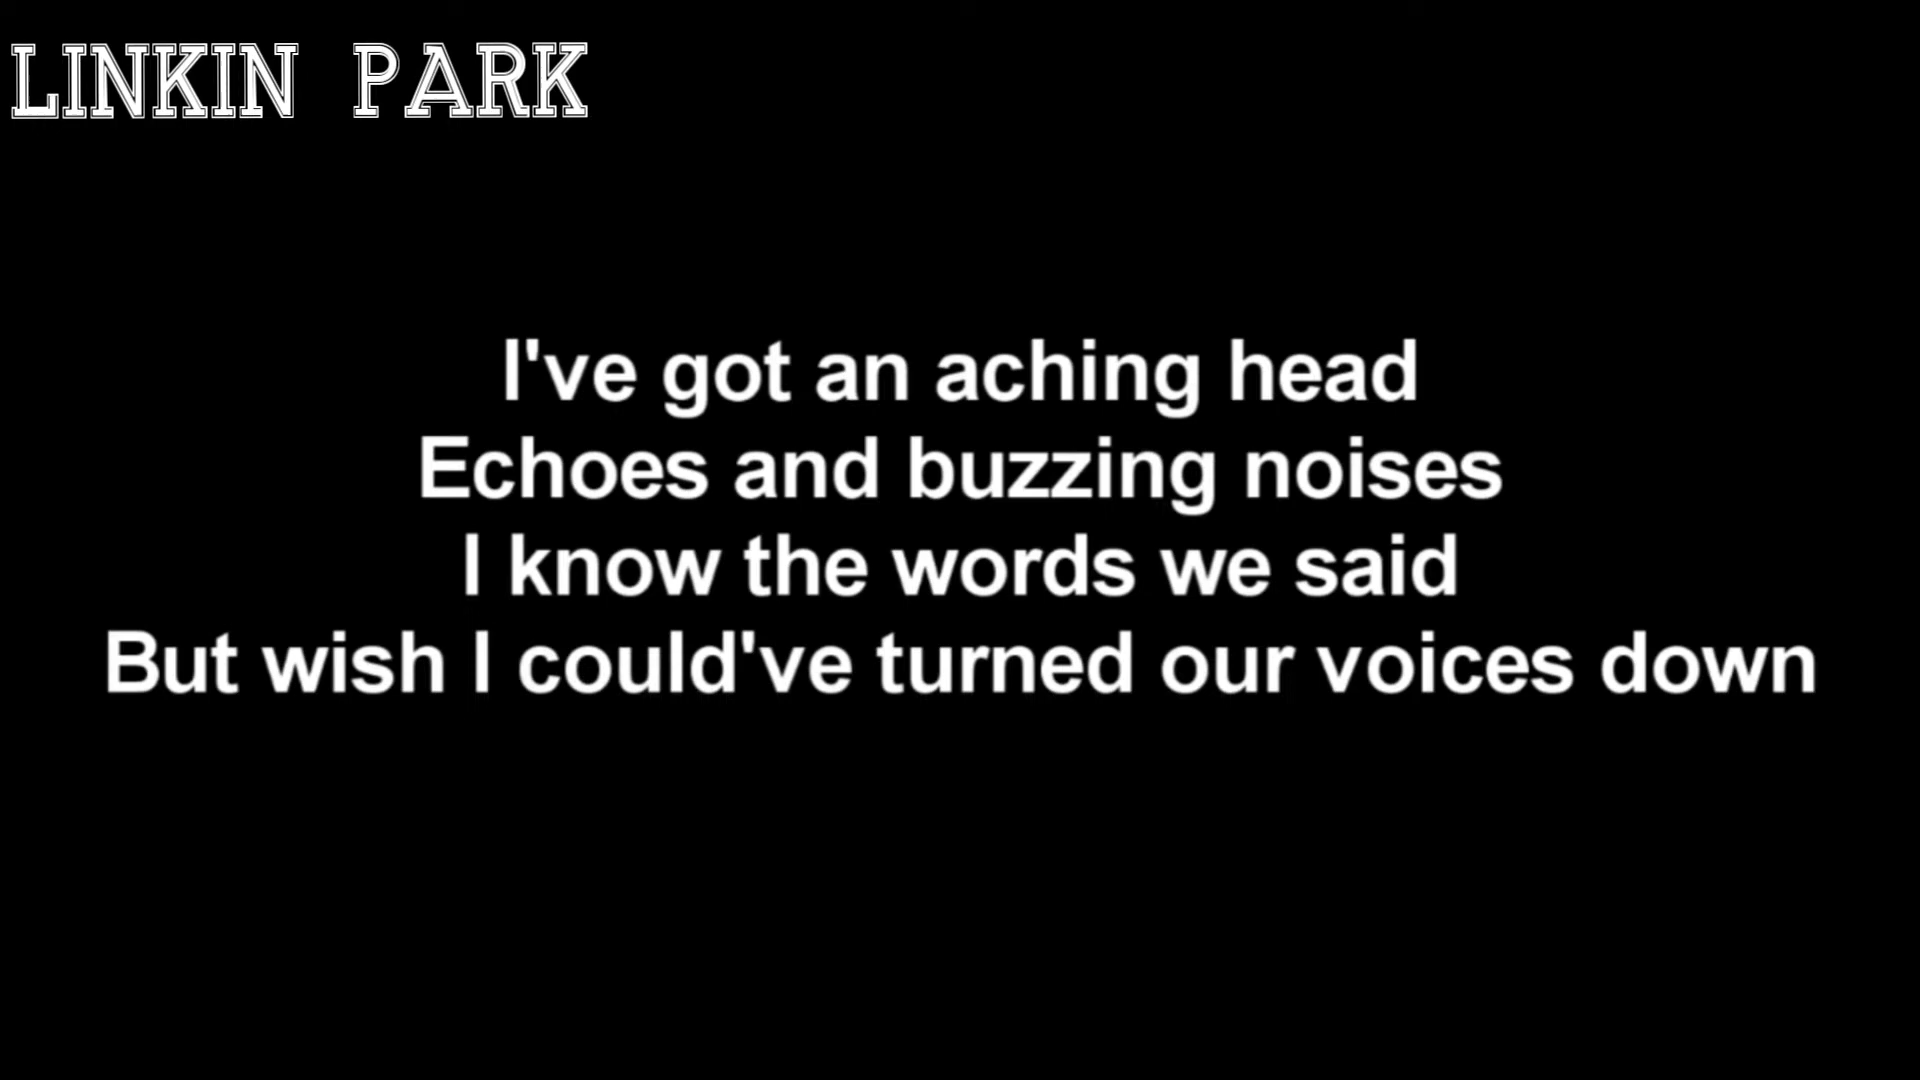 LINKIN PARK
I've got an aching head
Echoes and buzzing noises
I know the words we said
But wish I could've turned our voices down